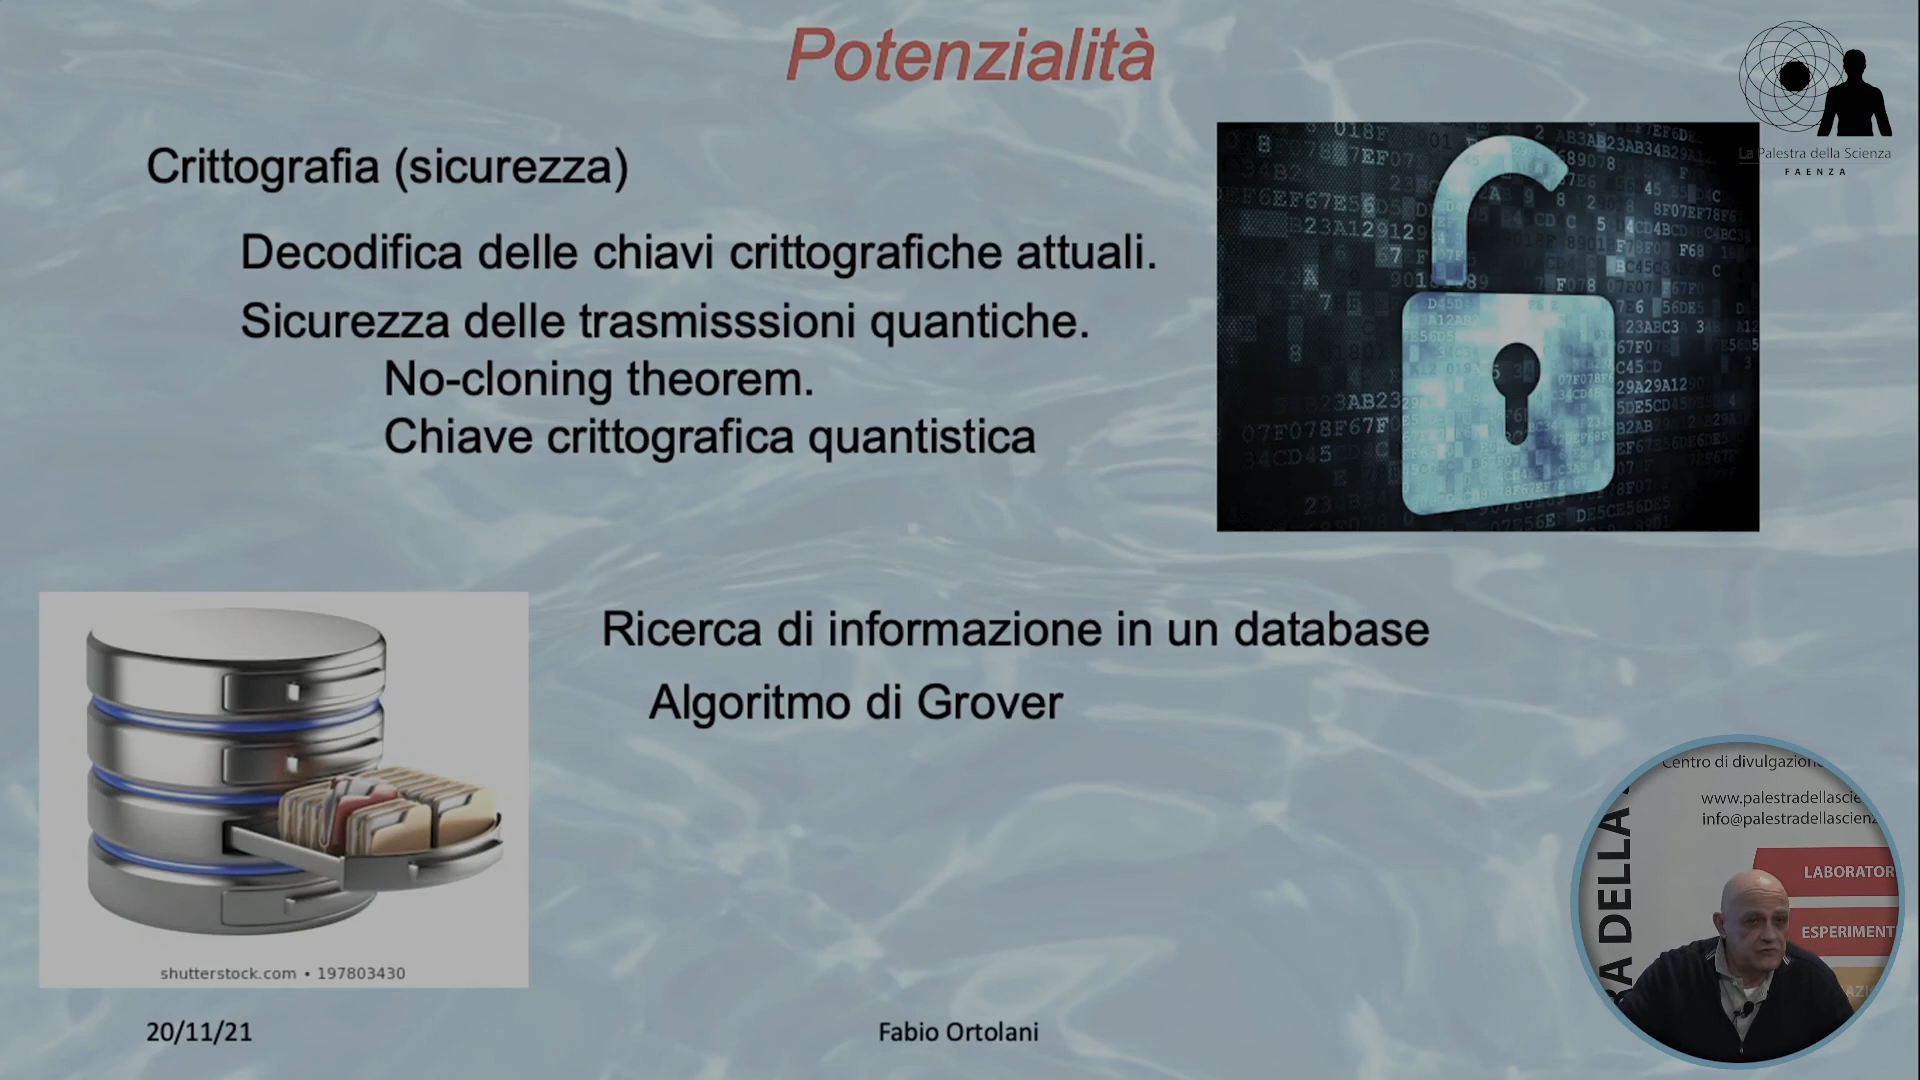 Potenzialità
La Palestra della Scienza
FAENZA
Crittografia (sicurezza)
Decodifica delle chiavi crittografiche attuali.
Sicurezza delle trasmisssioni quantiche.
No-cloning theorem.
Chiave crittografica quantistica
Ricerca di informazione in un database
Algoritmo di Grover
shutterstock.com • 197803430
Centro di divulgazione
www.palestradellascie
info@palestradellascienz
RA DELLA
LABORATOR
ESPERIMENT
20/11/21
Fabio Ortolani